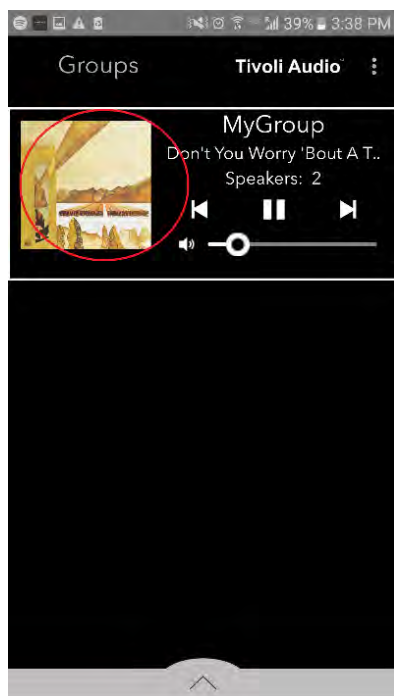 39% 3:38 PM
Groups Tivoli Audio
MyGroup
Don't You Worry 'Bout A T..
Speakers: 2